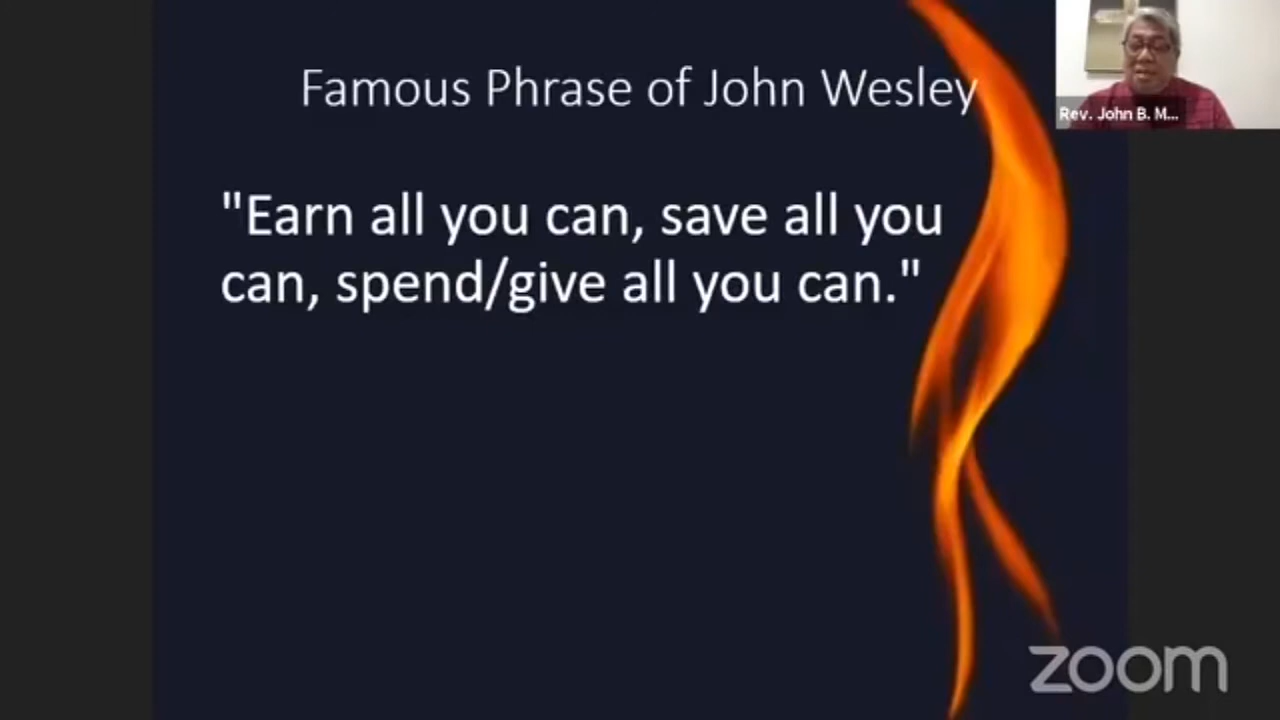 Famous Phrase of John Wesley
Rev. John B. M...
"Earn all you can, save all you
can, spend/give all you can."
zoom